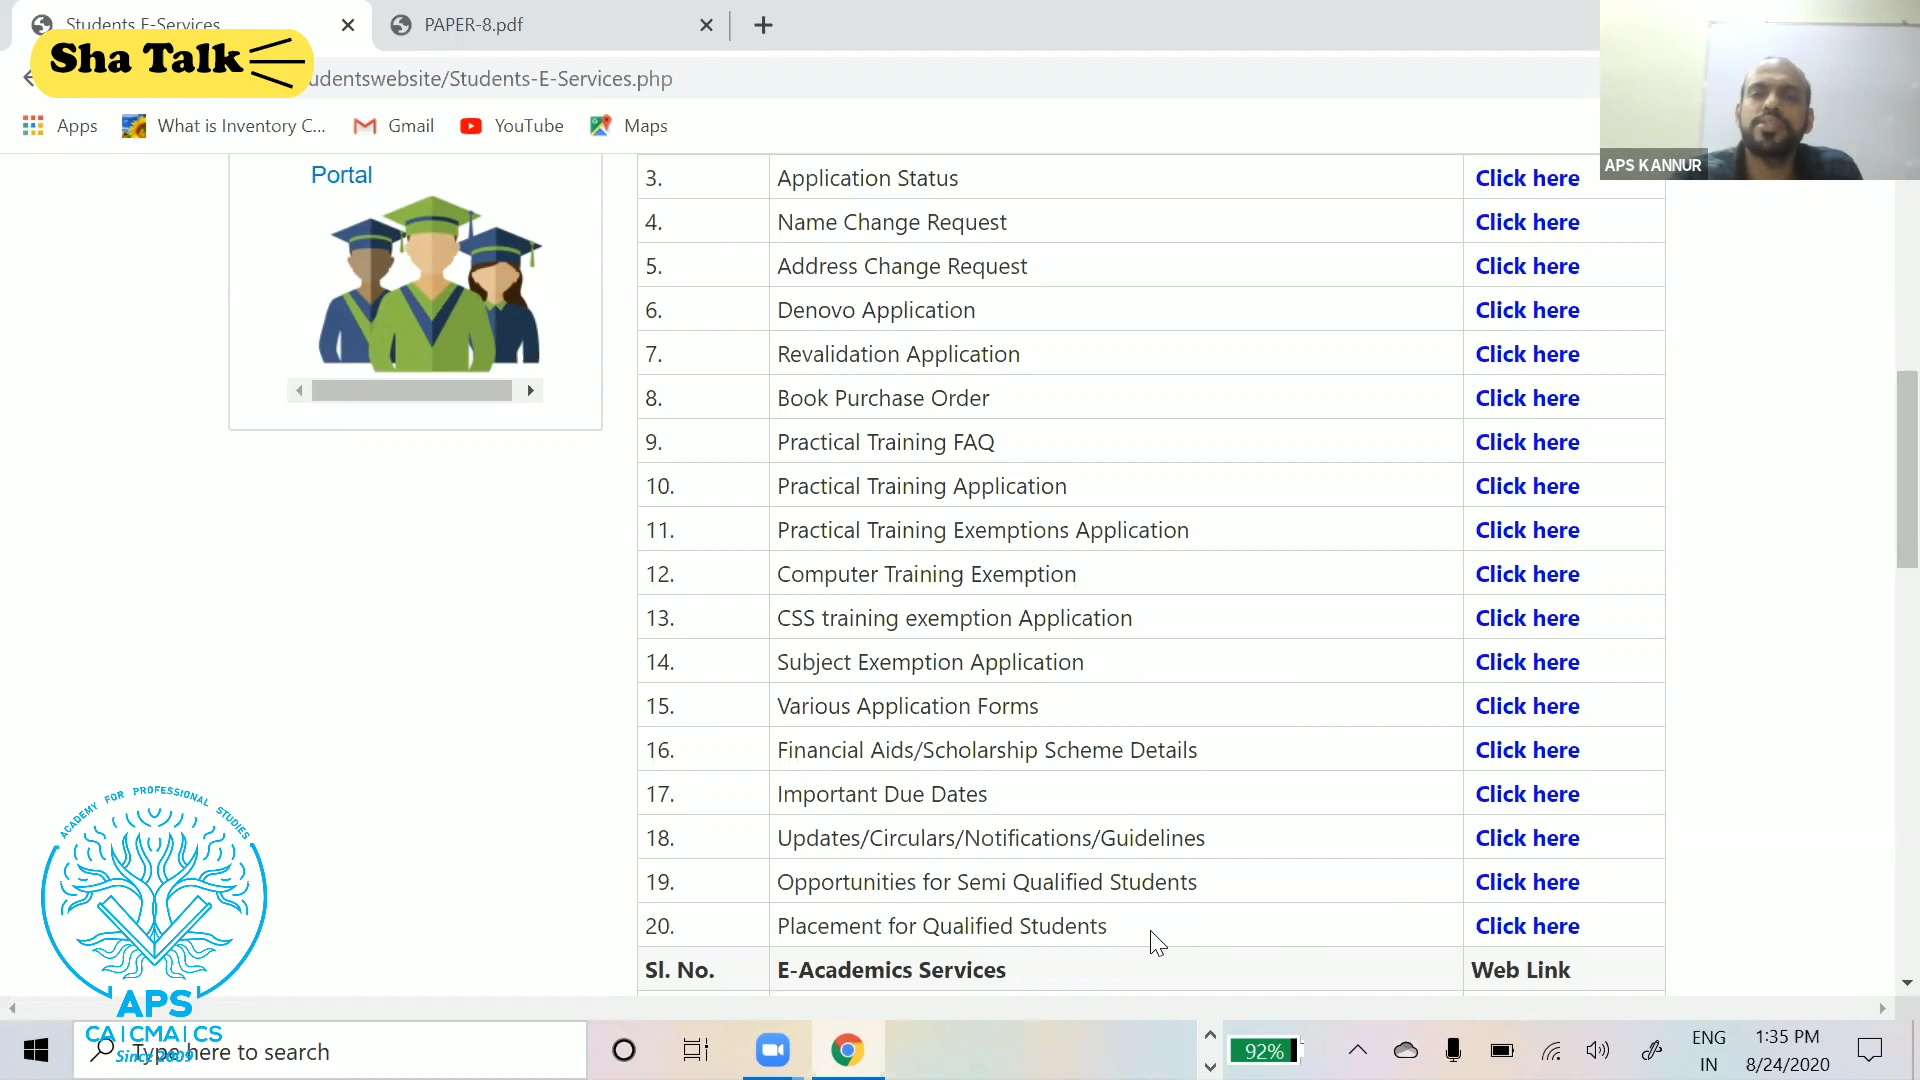 Students E-Services
PAPER-8.pdf
Sha Talk
udentswebsite/Students-E-Services.php
Apps
What is Inventory C...
Gmail
YouTube
Maps
APS KANNUR
Portal
3. Application Status Click here
4. Name Change Request Click here
5. Address Change Request Click here
6. Denovo Application Click here
7. Revalidation Application Click here
8. Book Purchase Order Click here
9. Practical Training FAQ Click here
10. Practical Training Application Click here
11. Practical Training Exemptions Application Click here
12. Computer Training Exemption Click here
13. CSS training exemption Application Click here
14. Subject Exemption Application Click here
15. Various Application Forms Click here
16. Financial Aids/Scholarship Scheme Details Click here
17. Important Due Dates Click here
18. Updates/Circulars/Notifications/Guidelines Click here
19. Opportunities for Semi Qualified Students Click here
20. Placement for Qualified Students Click here
Sl. No. E-Academics Services Web Link
ACADEMY FOR PROFESSIONAL STUDIES
APS
CA|CMA|CS
Since 2009
Type here to search
92%
ENG
IN
1:35 PM
8/24/2020